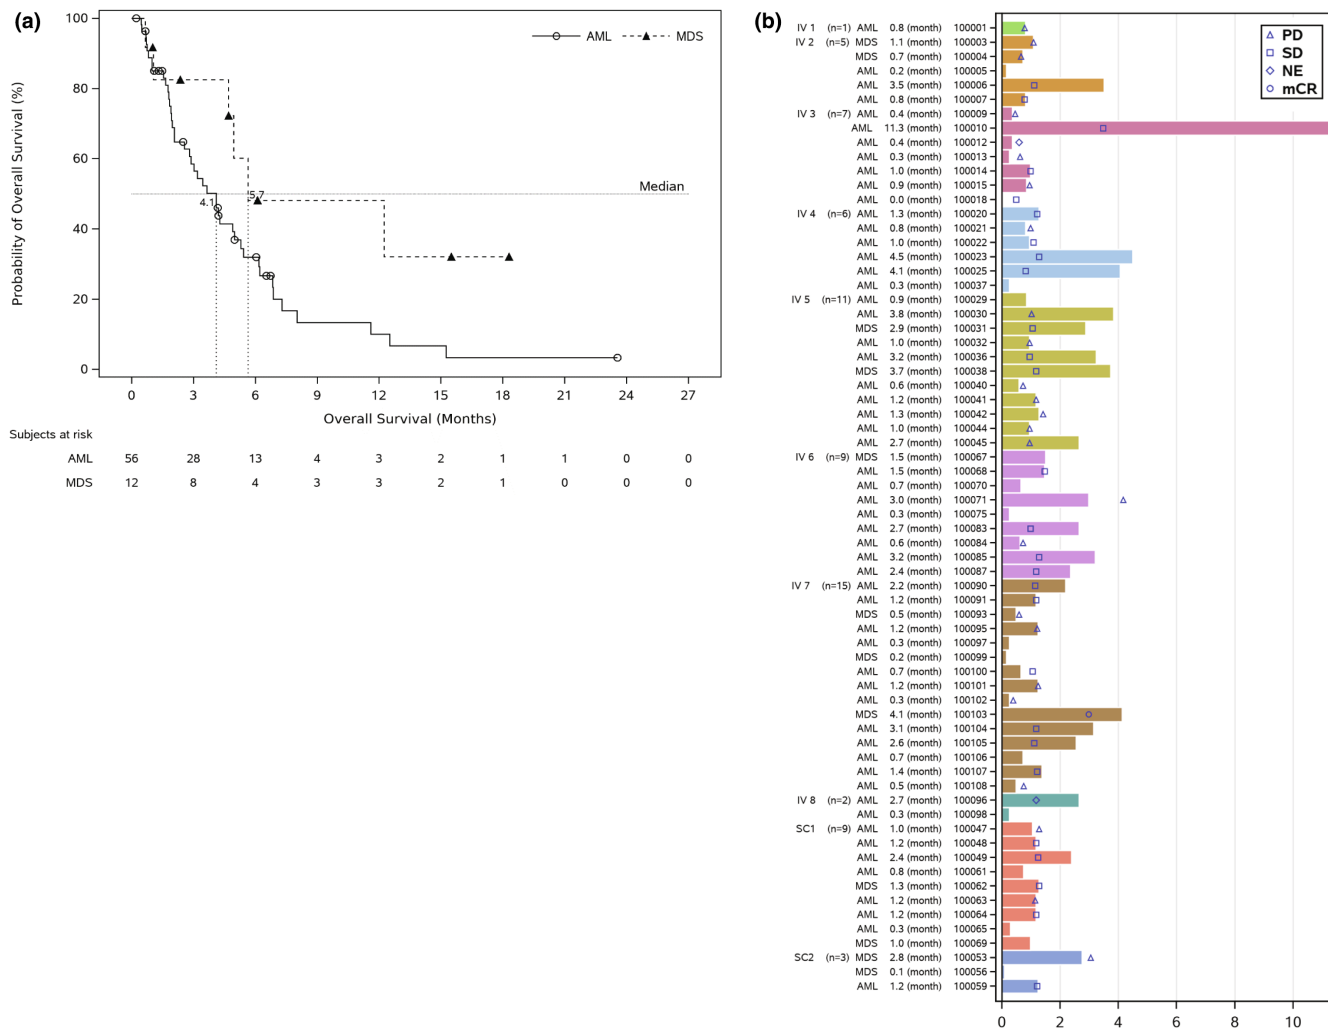 (a)
100
80
60
40
20
0
Probability of Overall Survival (%)
AML MDS
Median
4.1
5.7
0 3 6 9 12 15 18 21 24 27
Overall Survival (Months)
Subjects at risk
AML 56 28 13 4 3 2 1 1 0 0
MDS 12 8 4 3 3 2 1 0 0 0
(b)
PD
SD
NE
mCR
IV 1 (n=1) AML 0.8 (month) 100001
IV 2 (n=5) MDS 1.1 (month) 100003
MDS 0.7 (month) 100004
AML 0.2 (month) 100005
AML 3.5 (month) 100006
AML 0.8 (month) 100007
IV 3 (n=7) AML 0.4 (month) 100009
AML 11.3 (month) 100010
AML 0.4 (month) 100012
AML 0.3 (month) 100013
AML 1.0 (month) 100014
AML 0.9 (month) 100015
AML 0.0 (month) 100018
IV 4 (n=6) AML 1.3 (month) 100020
AML 0.8 (month) 100021
AML 1.0 (month) 100022
AML 4.5 (month) 100023
AML 4.1 (month) 100025
AML 0.3 (month) 100037
IV 5 (n=11) AML 0.9 (month) 100029
AML 3.8 (month) 100030
MDS 2.9 (month) 100031
AML 1.0 (month) 100032
AML 3.2 (month) 100036
MDS 3.7 (month) 100038
AML 0.6 (month) 100040
AML 1.2 (month) 100041
AML 1.3 (month) 100042
AML 1.0 (month) 100044
AML 2.7 (month) 100045
IV 6 (n=9) MDS 1.5 (month) 100067
AML 1.5 (month) 100068
AML 0.7 (month) 100070
AML 3.0 (month) 100071
AML 0.3 (month) 100075
AML 2.7 (month) 100083
AML 0.6 (month) 100084
AML 3.2 (month) 100085
AML 2.4 (month) 100087
IV 7 (n=15) AML 2.2 (month) 100090
AML 1.2 (month) 100091
MDS 0.5 (month) 100093
AML 1.2 (month) 100095
AML 0.3 (month) 100097
MDS 0.2 (month) 100099
AML 0.7 (month) 100100
AML 1.2 (month) 100101
AML 0.3 (month) 100102
MDS 4.1 (month) 100103
AML 3.1 (month) 100104
AML 2.6 (month) 100105
AML 0.7 (month) 100106
AML 1.4 (month) 100107
AML 0.5 (month) 100108
IV 8 (n=2) AML 2.7 (month) 100096
AML 0.3 (month) 100098
SC1 (n=9) AML 1.0 (month) 100047
AML 1.2 (month) 100048
AML 2.4 (month) 100049
AML 0.8 (month) 100061
MDS 1.3 (month) 100062
AML 1.2 (month) 100063
AML 1.2 (month) 100064
AML 0.3 (month) 100065
MDS 1.0 (month) 100069
SC2 (n=3) MDS 2.8 (month) 100053
MDS 0.1 (month) 100056
AML 1.2 (month) 100059
0 2 4 6 8 10